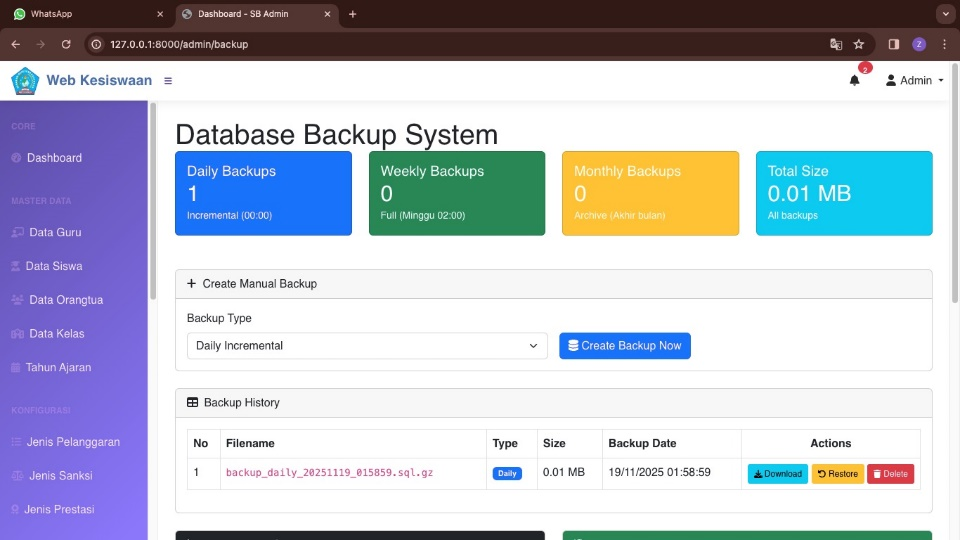 WhatsApp
Dashboard - SB Admin
127.0.0.1:8000/admin/backup
Z
Web Kesiswaan
2
Admin
CORE
Dashboard
MASTER DATA
Data Guru
Data Siswa
Data Orangtua
Data Kelas
Tahun Ajaran
KONFIGURASI
Jenis Pelanggaran
Jenis Sanksi
Jenis Prestasi
Database Backup System
Daily Backups
1
Incremental (00:00)
Weekly Backups
0
Full (Minggu 02:00)
Monthly Backups
0
Archive (Akhir bulan)
Total Size
0.01 MB
All backups
Create Manual Backup
Backup Type
Daily Incremental
Create Backup Now
Backup History
No Filename Type Size Backup Date Actions
1 backup_daily_20251119_015859.sql.gz Daily 0.01 MB 19/11/2025 01:58:59 Download Restore Delete